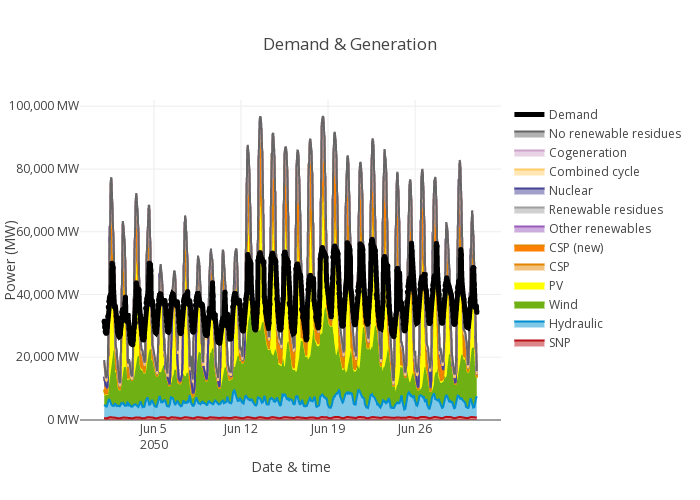 Demand & Generation
100,000 MW
80,000 MW
60,000 MW
40,000 MW
20,000 MW
0 MW
Power (MW)
Jun 5
2050
Jun 12
Jun 19
Jun 26
Date & time
Demand
No renewable residues
Cogeneration
Combined cycle
Nuclear
Renewable residues
Other renewables
CSP (new)
CSP
PV
Wind
Hydraulic
SNP